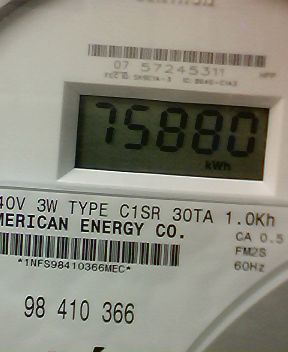 07 57245311
75880
kWh
40V 3W TYPE C1SR 30TA 1.0Kh
MERICAN ENERGY CO.
CA 0.5
FM2S
60Hz
*1NFS98410366MEC*
98 410 366